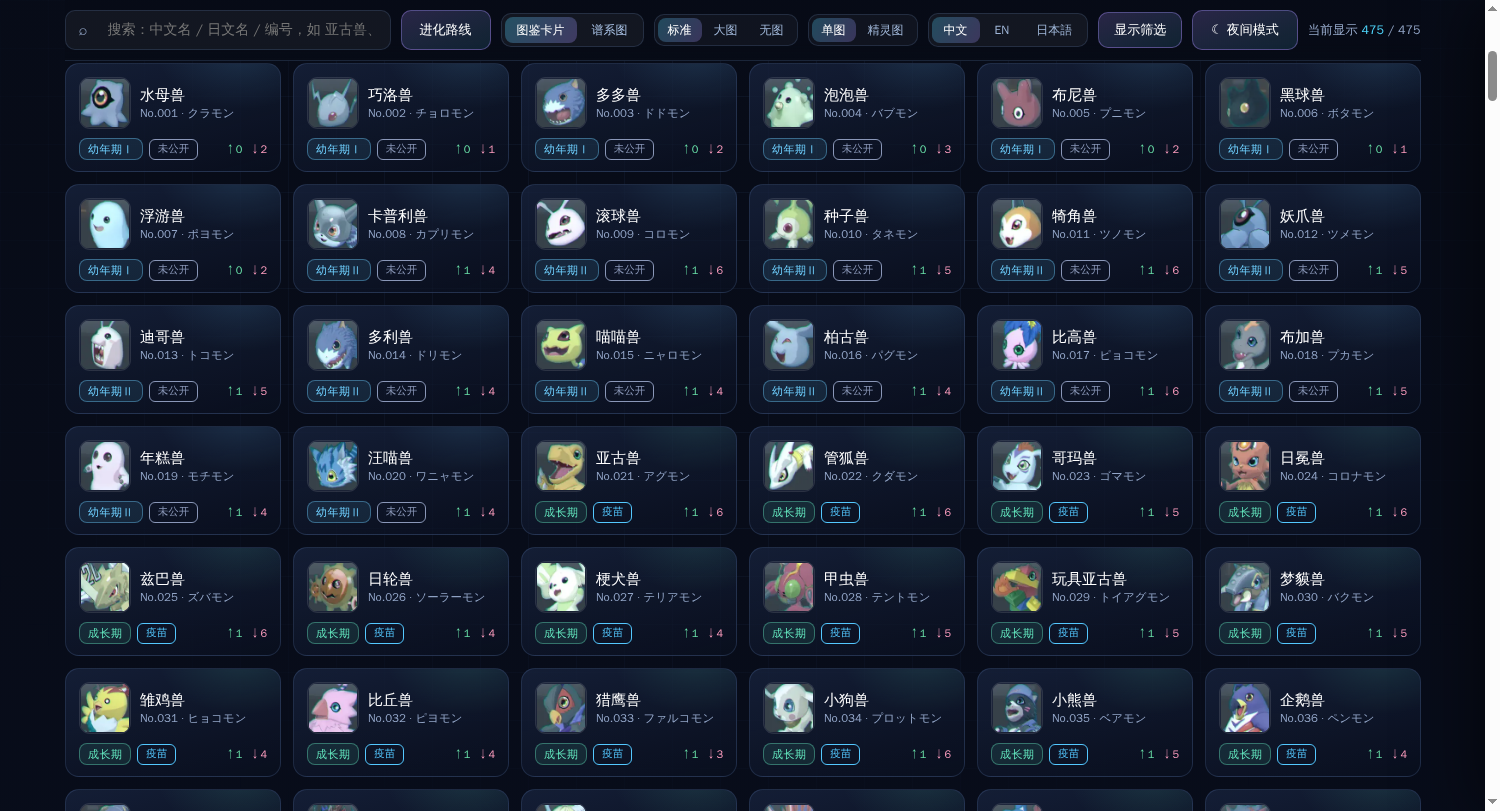 搜索：中文名 / 日文名 / 编号，如 亚古兽、
进化路线
图鉴卡片 谱系图
标准 大图 无图
单图 精灵图
中文 EN 日本語
显示筛选
☾ 夜间模式
当前显示 475 / 475
水母兽
No.001 · クラモン
幼年期Ⅰ 未公开 ↑0 ↓2
巧洛兽
No.002 · チョロモン
幼年期Ⅰ 未公开 ↑0 ↓1
多多兽
No.003 · ドドモン
幼年期Ⅰ 未公开 ↑0 ↓2
泡泡兽
No.004 · バブモン
幼年期Ⅰ 未公开 ↑0 ↓3
布尼兽
No.005 · プニモン
幼年期Ⅰ 未公开 ↑0 ↓2
黑球兽
No.006 · ボタモン
幼年期Ⅰ 未公开 ↑0 ↓1
浮游兽
No.007 · ポヨモン
幼年期Ⅰ 未公开 ↑0 ↓2
卡普利兽
No.008 · カプリモン
幼年期Ⅱ 未公开 ↑1 ↓4
滚球兽
No.009 · コロモン
幼年期Ⅱ 未公开 ↑1 ↓6
种子兽
No.010 · タネモン
幼年期Ⅱ 未公开 ↑1 ↓5
犄角兽
No.011 · ツノモン
幼年期Ⅱ 未公开 ↑1 ↓6
妖爪兽
No.012 · ツメモン
幼年期Ⅱ 未公开 ↑1 ↓5
迪哥兽
No.013 · トコモン
幼年期Ⅱ 未公开 ↑1 ↓5
多利兽
No.014 · ドリモン
幼年期Ⅱ 未公开 ↑1 ↓4
喵喵兽
No.015 · ニャロモン
幼年期Ⅱ 未公开 ↑1 ↓4
柏古兽
No.016 · パグモン
幼年期Ⅱ 未公开 ↑1 ↓4
比高兽
No.017 · ピョコモン
幼年期Ⅱ 未公开 ↑1 ↓6
布加兽
No.018 · プカモン
幼年期Ⅱ 未公开 ↑1 ↓5
年糕兽
No.019 · モチモン
幼年期Ⅱ 未公开 ↑1 ↓4
汪喵兽
No.020 · ワニャモン
幼年期Ⅱ 未公开 ↑1 ↓4
亚古兽
No.021 · アグモン
成长期 疫苗 ↑1 ↓6
管狐兽
No.022 · クダモン
成长期 疫苗 ↑1 ↓6
哥玛兽
No.023 · ゴマモン
成长期 疫苗 ↑1 ↓5
日冕兽
No.024 · コロナモン
成长期 疫苗 ↑1 ↓6
兹巴兽
No.025 · ズバモン
成长期 疫苗 ↑1 ↓6
日轮兽
No.026 · ソーラーモン
成长期 疫苗 ↑1 ↓4
梗犬兽
No.027 · テリアモン
成长期 疫苗 ↑1 ↓4
甲虫兽
No.028 · テントモン
成长期 疫苗 ↑1 ↓5
玩具亚古兽
No.029 · トイアグモン
成长期 疫苗 ↑1 ↓5
梦貘兽
No.030 · バクモン
成长期 疫苗 ↑1 ↓5
雏鸡兽
No.031 · ヒョコモン
成长期 疫苗 ↑1 ↓4
比丘兽
No.032 · ピヨモン
成长期 疫苗 ↑1 ↓4
猎鹰兽
No.033 · ファルコモン
成长期 疫苗 ↑1 ↓3
小狗兽
No.034 · プロットモン
成长期 疫苗 ↑1 ↓6
小熊兽
No.035 · ベアモン
成长期 疫苗 ↑1 ↓5
企鹅兽
No.036 · ペンモン
成长期 疫苗 ↑1 ↓4